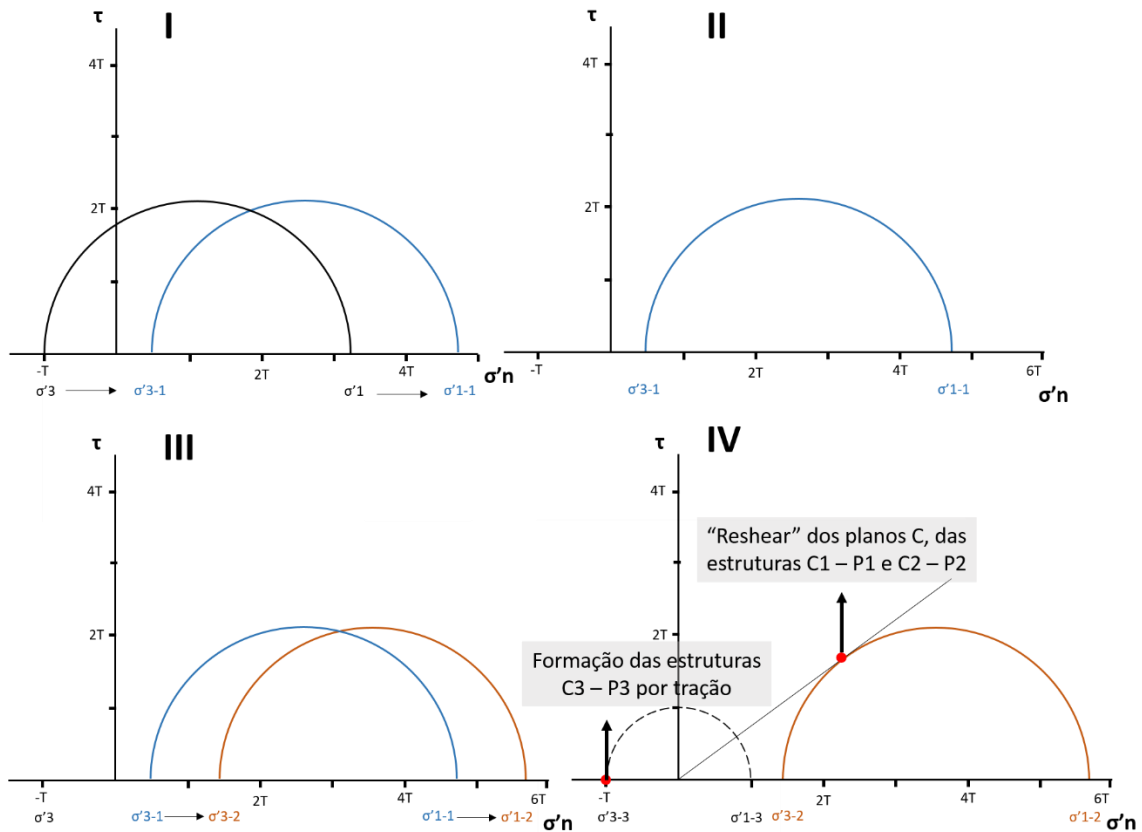 I
τ
4T
2T
-T
2T
4T
σ'n
σ'3
σ'3-1
σ'1
σ'1-1
II
τ
4T
2T
-T
2T
4T
6T
σ'3-1
σ'1-1
σ'n
III
τ
4T
2T
-T
2T
4T
6T
σ'3
σ'3-1
σ'3-2
σ'1-1
σ'1-2
σ'n
IV
τ
4T
2T
“Reshear” dos planos C, das
estruturas C1 – P1 e C2 – P2
Formação das estruturas
C3 – P3 por tração
-T
2T
4T
6T
σ'3-3
σ'1-3
σ'3-2
σ'1-2
σ'n